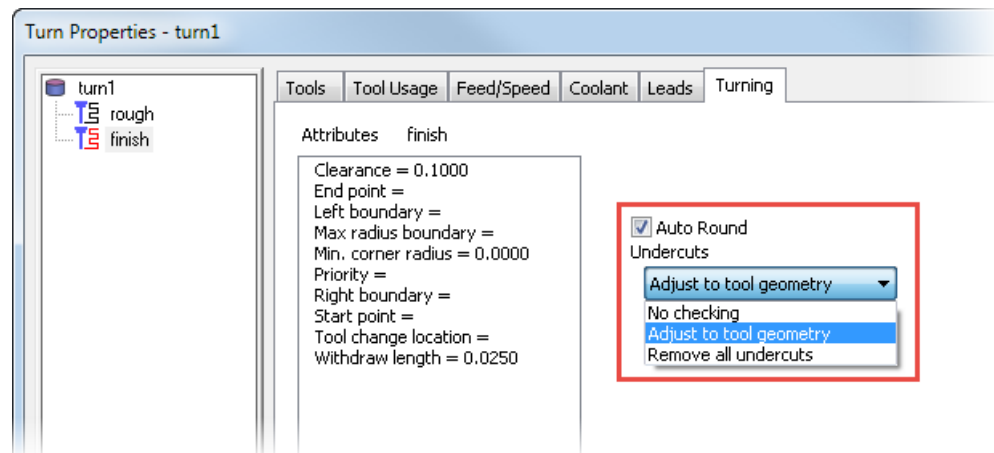 Turn Properties - turn1
turn1
rough
finish
Tools Tool Usage Feed/Speed Coolant Leads Turning
Attributes finish
Clearance = 0.1000
End point =
Left boundary =
Max radius boundary =
Min. corner radius = 0.0000
Priority =
Right boundary =
Start point =
Tool change location =
Withdraw length = 0.0250
Auto Round
Undercuts
Adjust to tool geometry
No checking
Adjust to tool geometry
Remove all undercuts